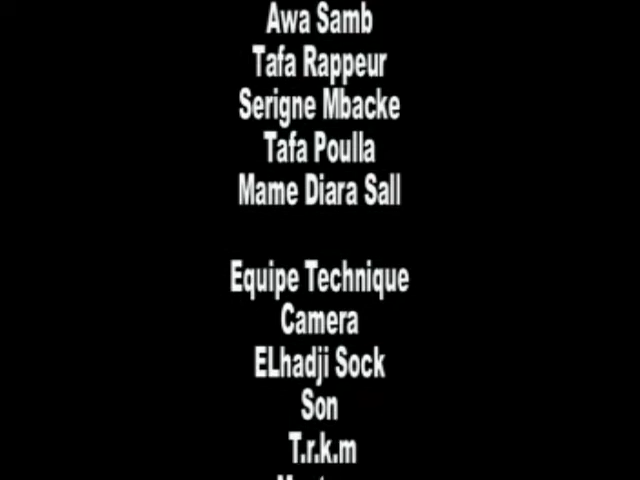 Awa Samb
Tafa Rappeur
Serigne Mbacke
Tafa Poulla
Mame Diara Sall
Equipe Technique
Camera
ELhadji Sock
Son
T.r.k.m